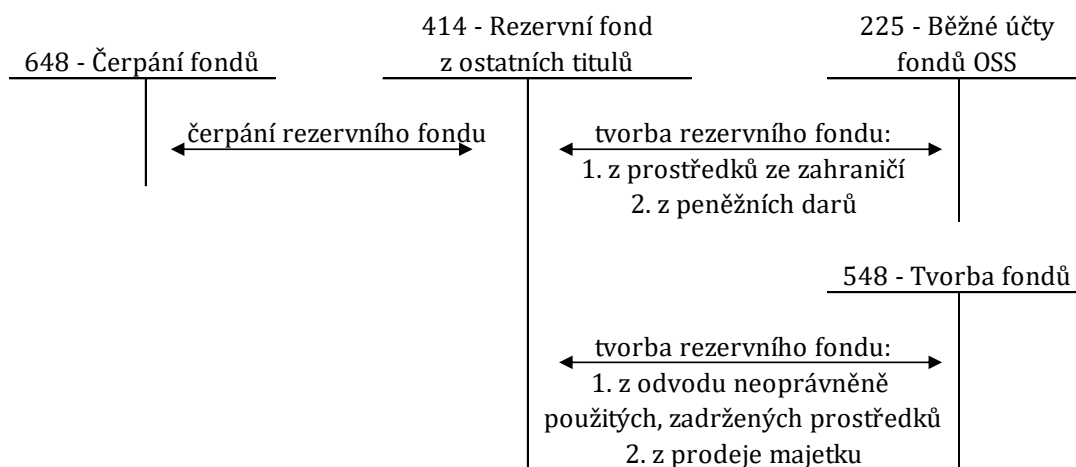 414 - Rezervní fond
z ostatních titulů
225 - Běžné účty
fondů OSS
648 - Čerpání fondů
čerpání rezervního fondu
tvorba rezervního fondu:
1. z prostředků ze zahraničí
2. z peněžních darů
548 - Tvorba fondů
tvorba rezervního fondu:
1. z odvodu neoprávněně
použitých, zadržených prostředků
2. z prodeje majetku